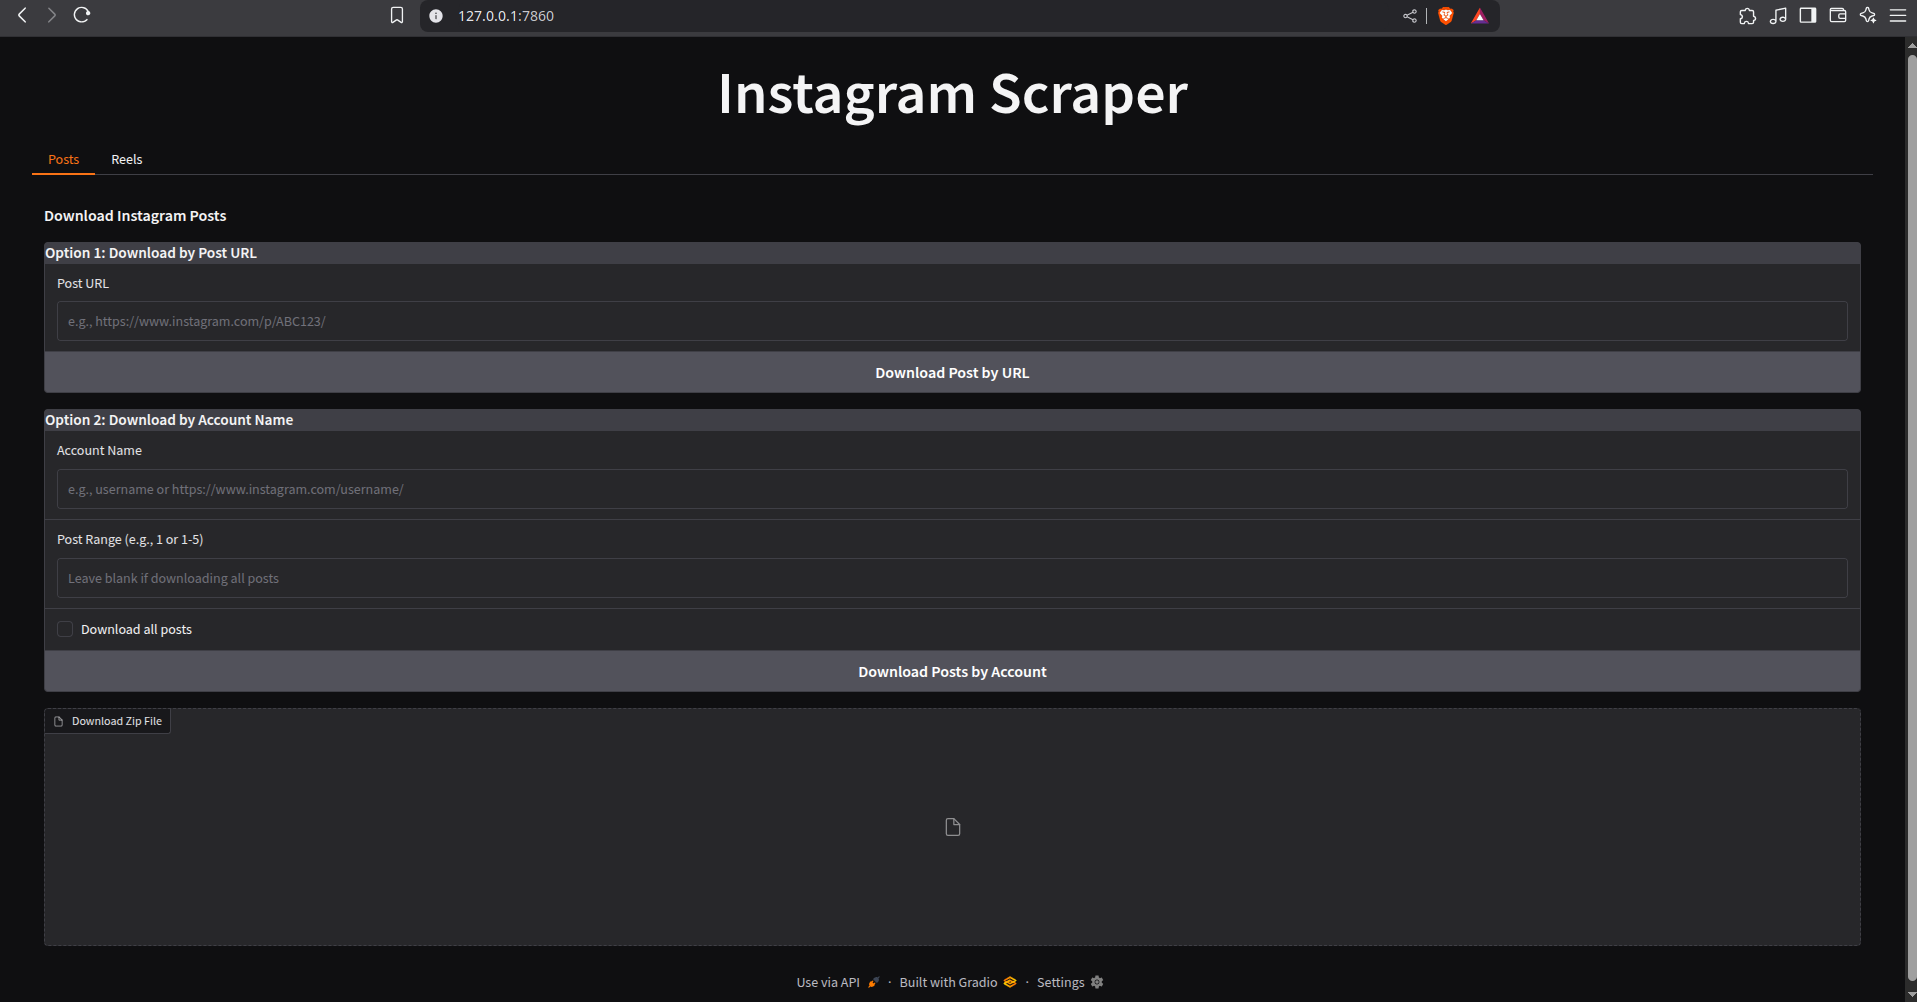 127.0.0.1:7860
Instagram Scraper
Posts Reels
Download Instagram Posts
Option 1: Download by Post URL
Post URL
e.g., https://www.instagram.com/p/ABC123/
Download Post by URL
Option 2: Download by Account Name
Account Name
e.g., username or https://www.instagram.com/username/
Post Range (e.g., 1 or 1-5)
Leave blank if downloading all posts
Download all posts
Download Posts by Account
Download Zip File
Use via API · Built with Gradio · Settings